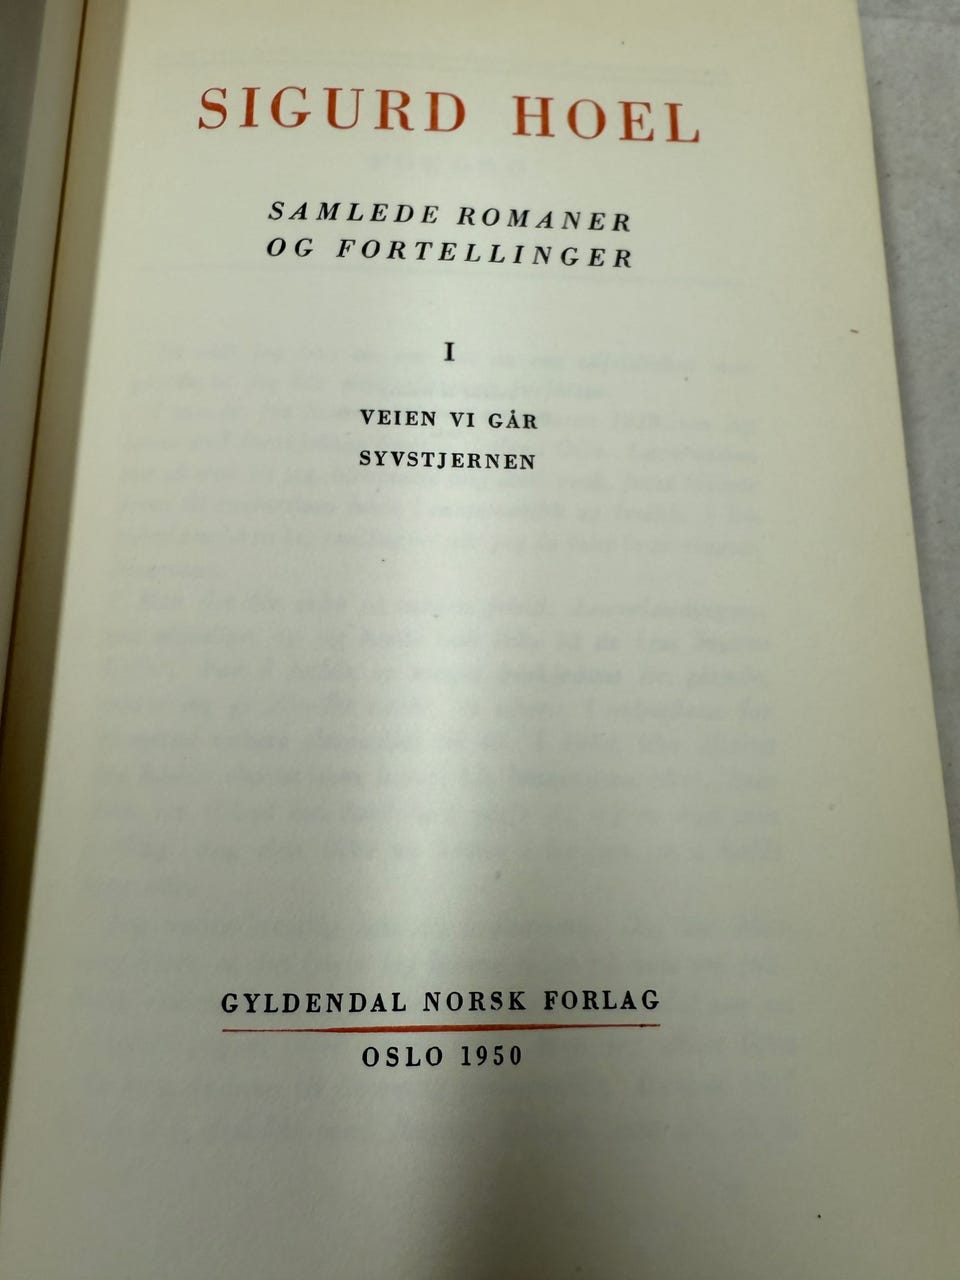 SIGURD HOEL
SAMLEDE ROMANER
OG FORTELLINGER
I
VEIEN VI GÅR
SYVSTJERNEN
GYLDENDAL NORSK FORLAG
OSLO 1950